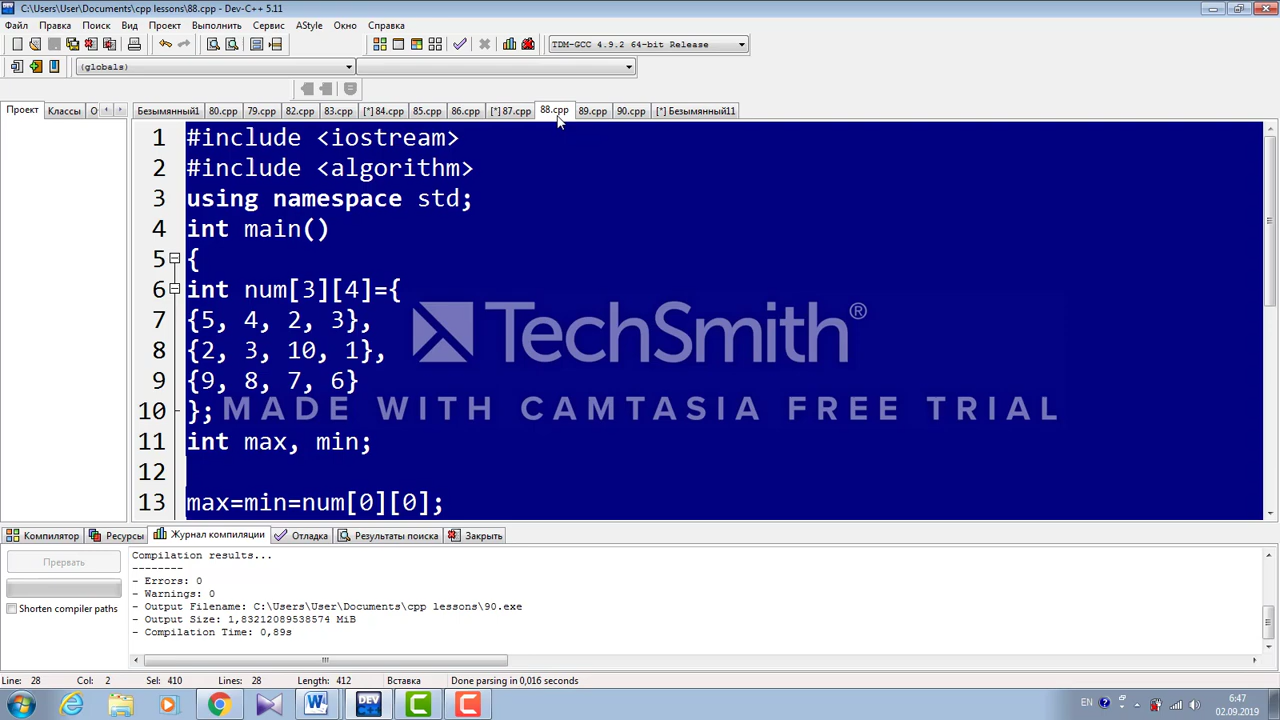 C:\Users\User\Documents\cpp lessons\88.cpp - Dev-C++ 5.11
Файл Правка Поиск Вид Проект Выполнить Сервис AStyle Окно Справка
TDM-GCC 4.9.2 64-bit Release
(globals)
Проект Классы О Безымянный1 80.cpp 79.cpp 82.cpp 83.cpp [*] 84.cpp 85.cpp 86.cpp [*] 87.cpp 88.cpp 89.cpp 90.cpp [*] Безымянный11
1 #include <iostream>
2 #include <algorithm>
3 using namespace std;
4 int main()
5 {
6 int num[3][4]={
7 {5, 4, 2, 3},
8 {2, 3, 10, 1},
9 {9, 8, 7, 6}
10 };
11 int max, min;
12
13 max=min=num[0][0];
TechSmith®
MADE WITH CAMTASIA FREE TRIAL
Компилятор Ресурсы Журнал компиляции Отладка Результаты поиска Закрыть
Прервать
Shorten compiler paths
Compilation results...
--------
- Errors: 0
- Warnings: 0
- Output Filename: C:\Users\User\Documents\cpp lessons\90.exe
- Output Size: 1,83212089538574 MiB
- Compilation Time: 0,89s
Line: 28 Col: 2 Sel: 410 Lines: 28 Length: 412 Вставка Done parsing in 0,016 seconds
EN 6:47
02.09.2019